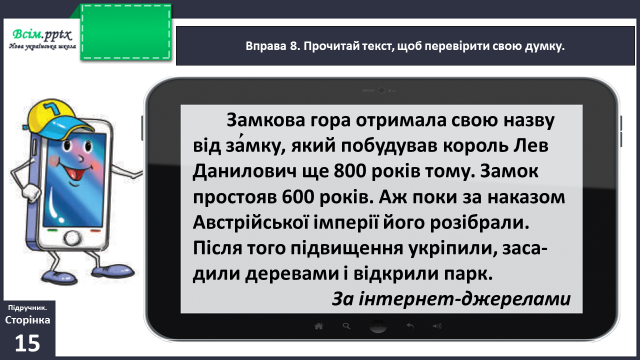 Всім.pptx
Нова українська школа
Вправа 8. Прочитай текст, щоб перевірити свою думку.
7
Замкова гора отримала свою назву
від за́мку, який побудував король Лев
Данилович ще 800 років тому. Замок
простояв 600 років. Аж поки за наказом
Австрійської імперії його розібрали.
Після того підвищення укріпили, заса-
дили деревами і відкрили парк.
За інтернет-джерелами
Підручник.
Сторінка
15